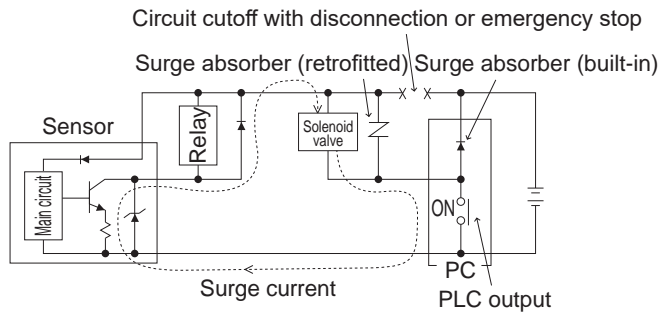 Circuit cutoff with disconnection or emergency stop
Surge absorber (retrofitted)
Surge absorber (built-in)
Sensor
Relay
Solenoid
valve
Main circuit
ON
PC
Surge current
PLC output